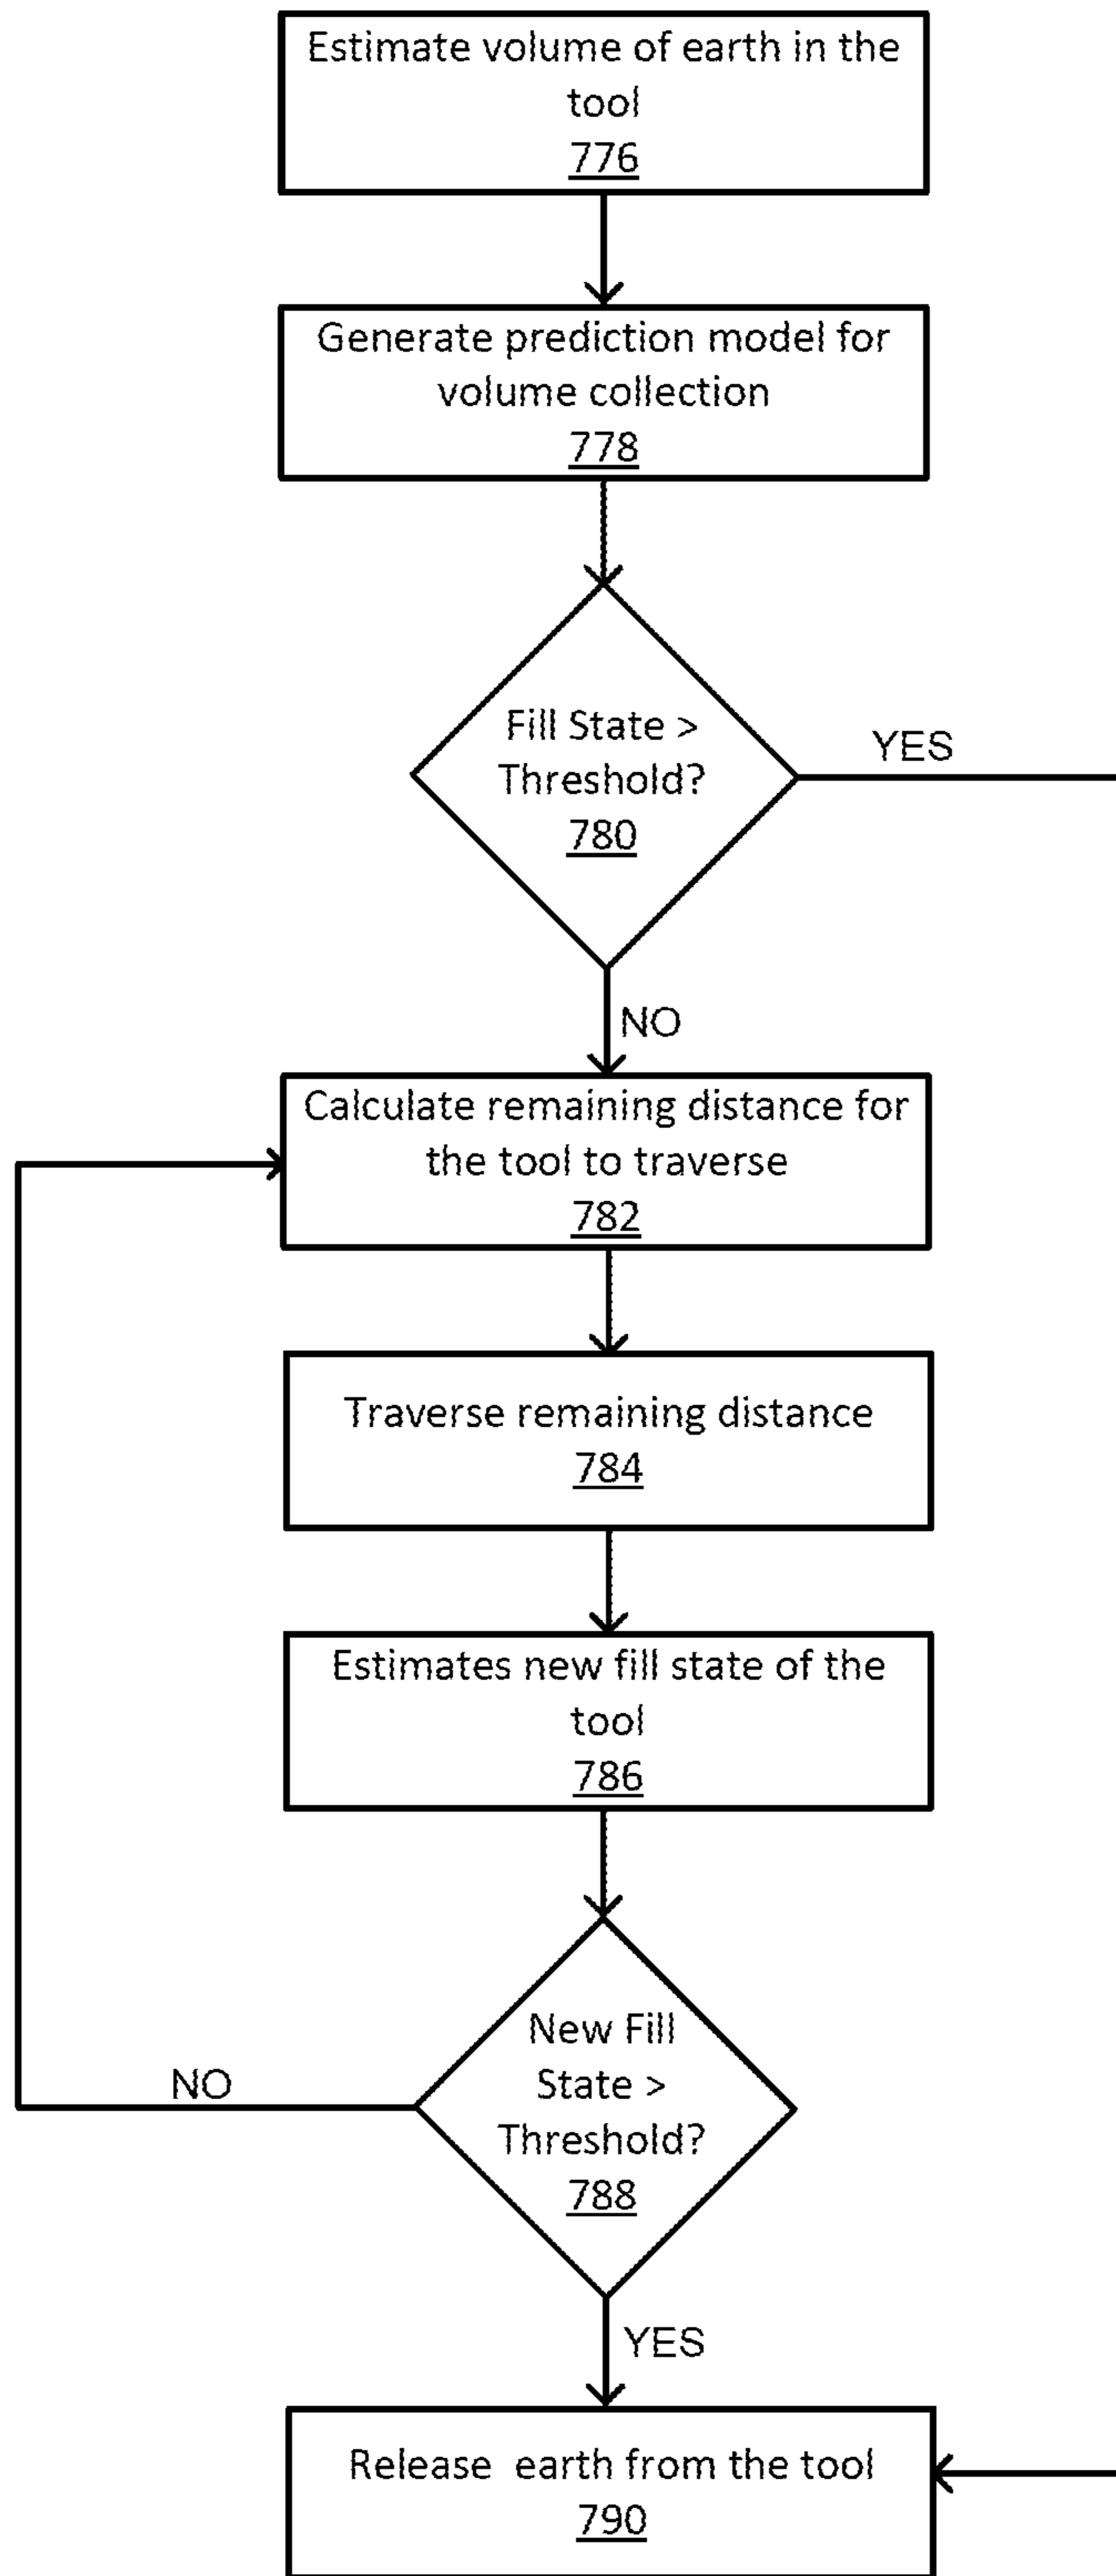 Estimate volume of earth in the
tool
776
Generate prediction model for
volume collection
778
Fill State >
Threshold?
780
YES
NO
Calculate remaining distance for
the tool to traverse
782
Traverse remaining distance
784
Estimates new fill state of the
tool
786
New Fill
State >
Threshold?
788
NO
YES
Release earth from the tool
790